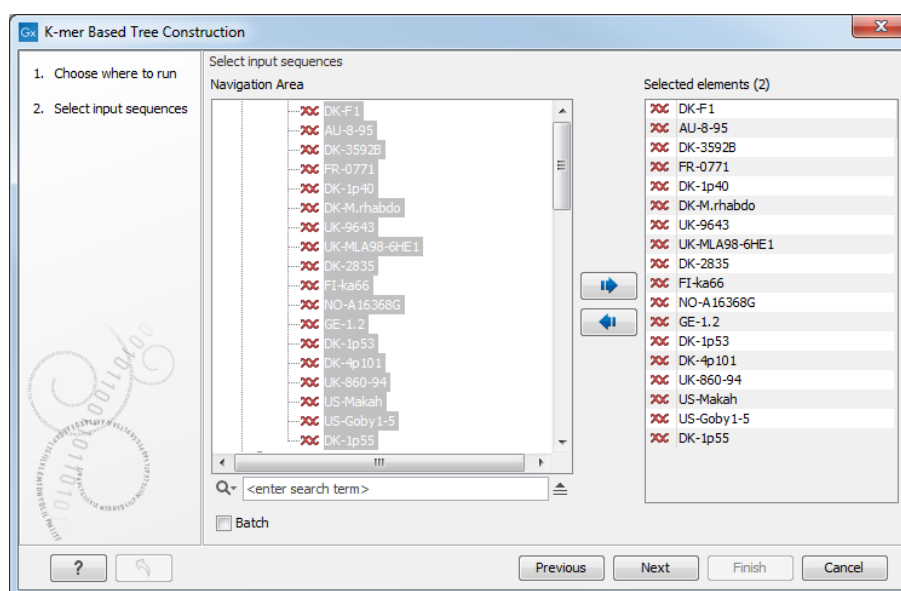 Gx K-mer Based Tree Construction
1. Choose where to run
2. Select input sequences
Select input sequences
Navigation Area
DK-F1
AU-8-95
DK-3592B
FR-0771
DK-1p40
DK-M.rhabdo
UK-9643
UK-MLA98-6HE1
DK-2835
FI-ka66
NO-A16368G
GE-1.2
DK-1p53
DK-4p101
UK-860-94
US-Makah
US-Goby1-5
DK-1p55
<enter search term>
Batch
Selected elements (2)
DK-F1
AU-8-95
DK-3592B
FR-0771
DK-1p40
DK-M.rhabdo
UK-9643
UK-MLA98-6HE1
DK-2835
FI-ka66
NO-A16368G
GE-1.2
DK-1p53
DK-4p101
UK-860-94
US-Makah
US-Goby1-5
DK-1p55
?
Previous
Next
Finish
Cancel